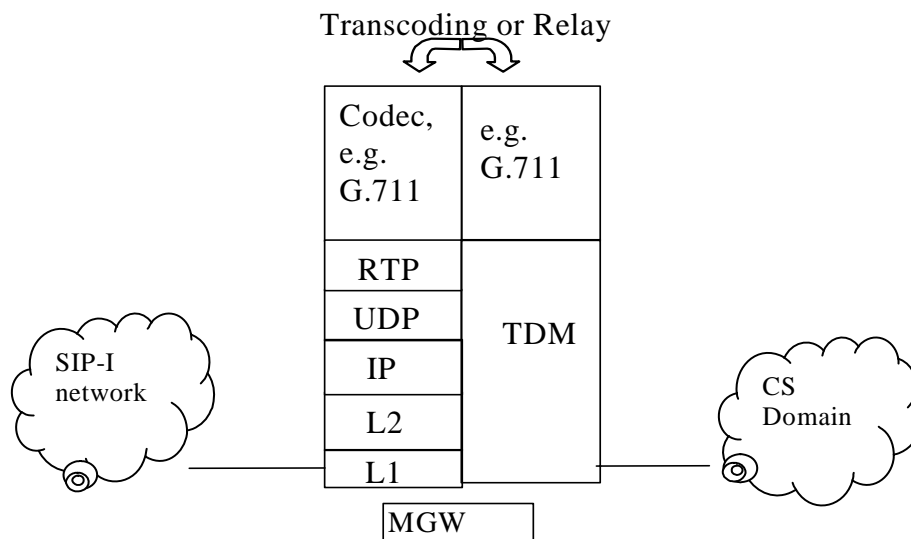 Transcoding or Relay
Codec,
e.g.
G.711
e.g.
G.711
RTP
UDP
IP
L2
L1
TDM
SIP-I
network
CS
Domain
MGW